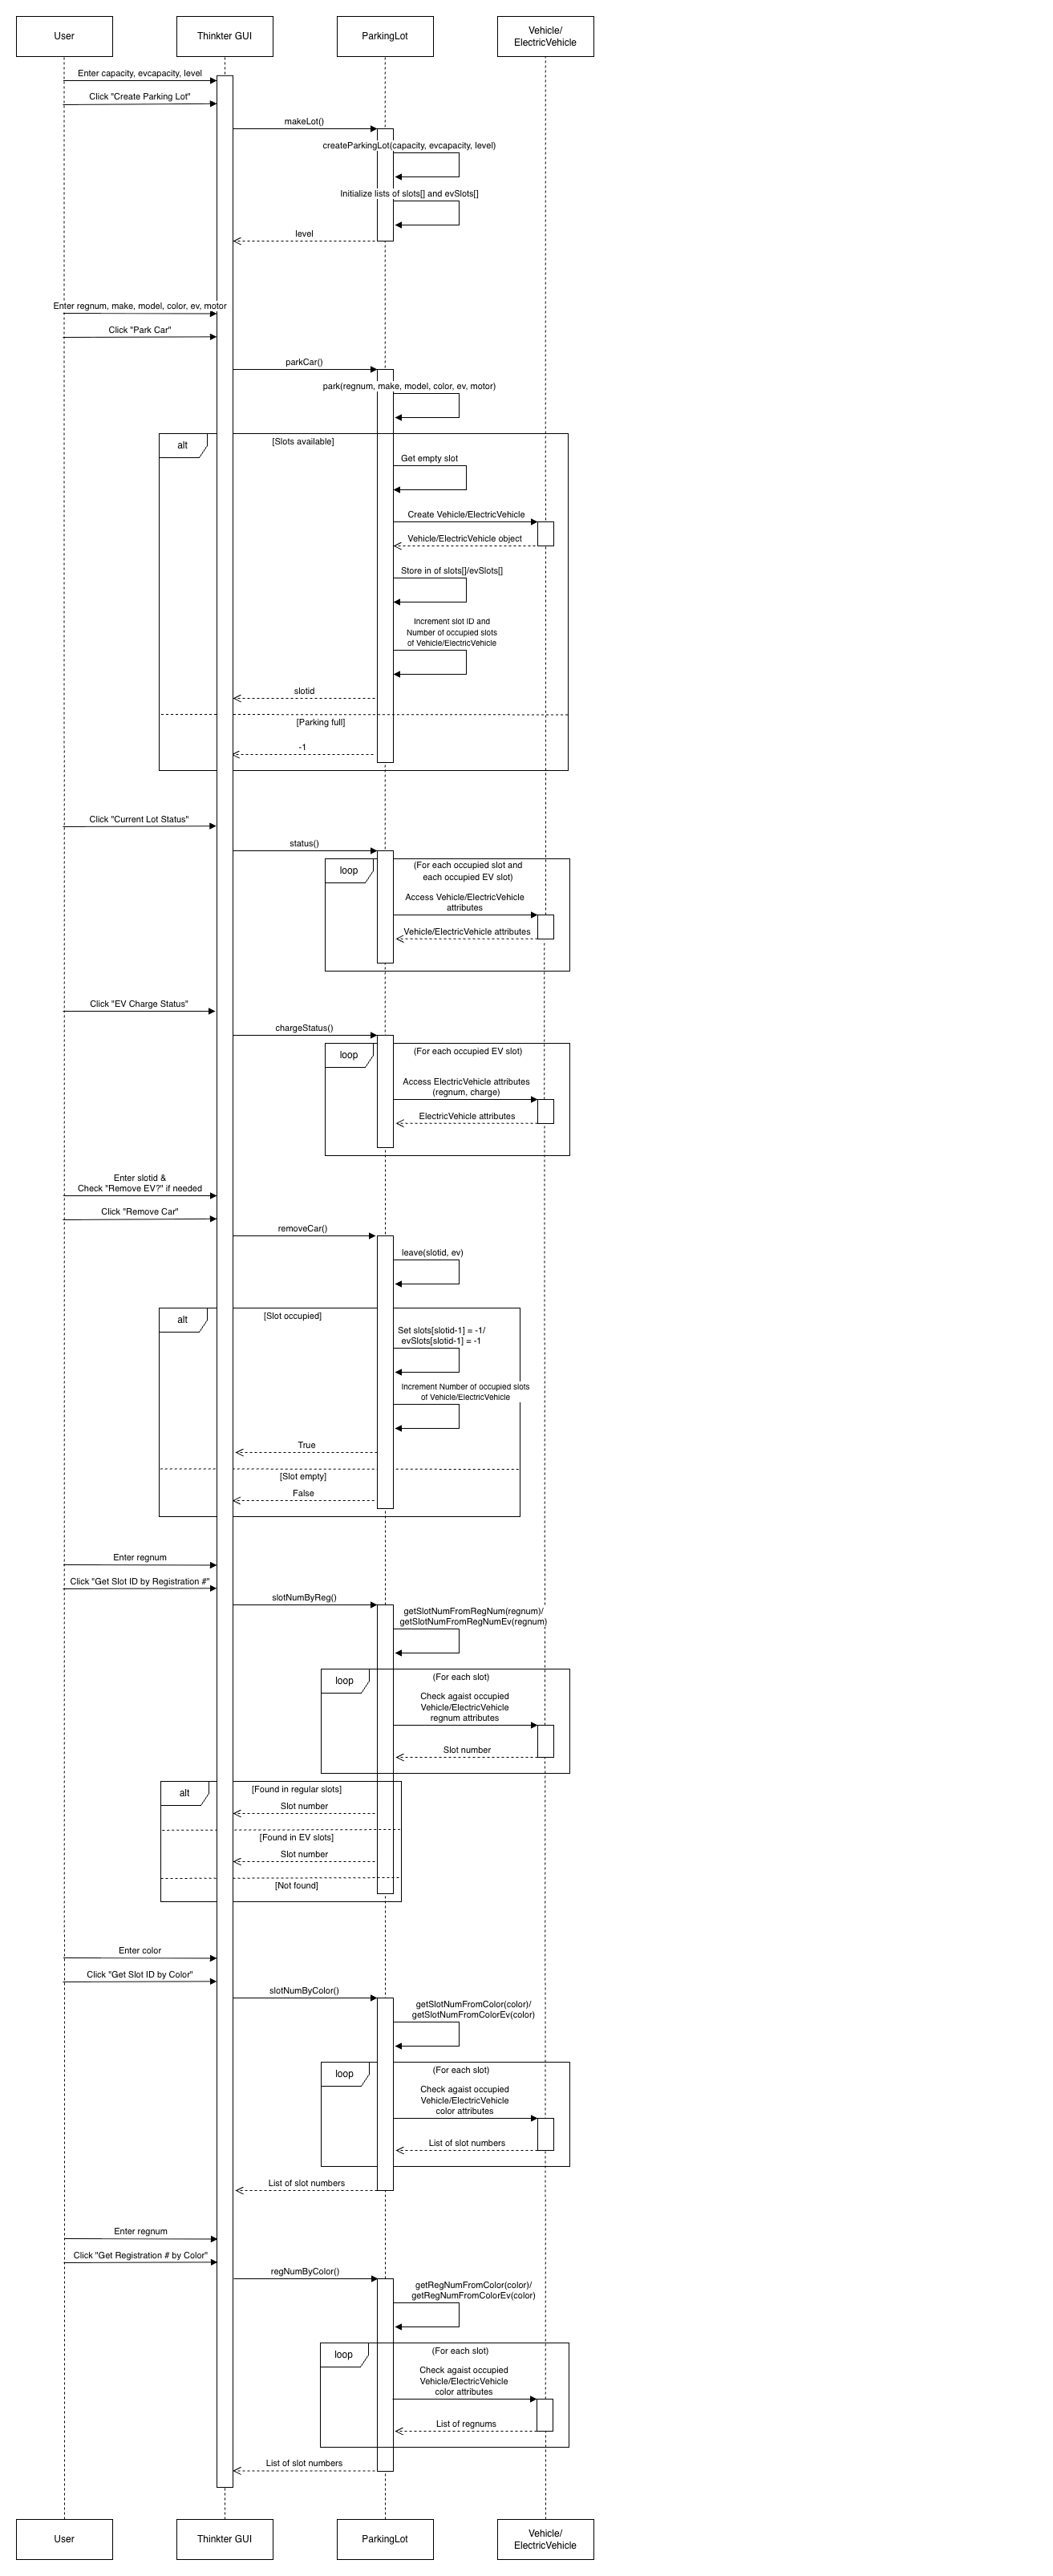 User
Thinkter GUI
ParkingLot
Vehicle/
ElectricVehicle
Enter capacity, evcapacity, level
Click "Create Parking Lot"
makeLot()
createParkingLot(capacity, evcapacity, level)
Initialize lists of slots[] and evSlots[]
level
Enter regnum, make, model, color, ev, motor
Click "Park Car"
parkCar()
park(regnum, make, model, color, ev, motor)
alt
[Slots available]
Get empty slot
Create Vehicle/ElectricVehicle
Vehicle/ElectricVehicle object
Store in of slots[]/evSlots[]
Increment slot ID and
Number of occupied slots
of Vehicle/ElectricVehicle
slotid
[Parking full]
-1
Click "Current Lot Status"
status()
loop
(For each occupied slot and
each occupied EV slot)
Access Vehicle/ElectricVehicle
attributes
Vehicle/ElectricVehicle attributes
Click "EV Charge Status"
chargeStatus()
loop
(For each occupied EV slot)
Access ElectricVehicle attributes
(regnum, charge)
ElectricVehicle attributes
Enter slotid &
Check "Remove EV?" if needed
Click "Remove Car"
removeCar()
leave(slotid, ev)
alt
[Slot occupied]
Set slots[slotid-1] = -1/
evSlots[slotid-1] = -1
Increment Number of occupied slots
of Vehicle/ElectricVehicle
True
[Slot empty]
False
Enter regnum
Click "Get Slot ID by Registration #"
slotNumByReg()
getSlotNumFromRegNum(regnum)/
getSlotNumFromRegNumEv(regnum)
loop
(For each slot)
Check agaist occupied
Vehicle/ElectricVehicle
regnum attributes
Slot number
alt
[Found in regular slots]
Slot number
[Found in EV slots]
Slot number
[Not found]
Enter color
Click "Get Slot ID by Color"
slotNumByColor()
getSlotNumFromColor(color)/
getSlotNumFromColorEv(color)
loop
(For each slot)
Check agaist occupied
Vehicle/ElectricVehicle
color attributes
List of slot numbers
List of slot numbers
Enter regnum
Click "Get Registration # by Color"
regNumByColor()
getRegNumFromColor(color)/
getRegNumFromColorEv(color)
loop
(For each slot)
Check agaist occupied
Vehicle/ElectricVehicle
color attributes
List of regnums
List of slot numbers
User
Thinkter GUI
ParkingLot
Vehicle/
ElectricVehicle